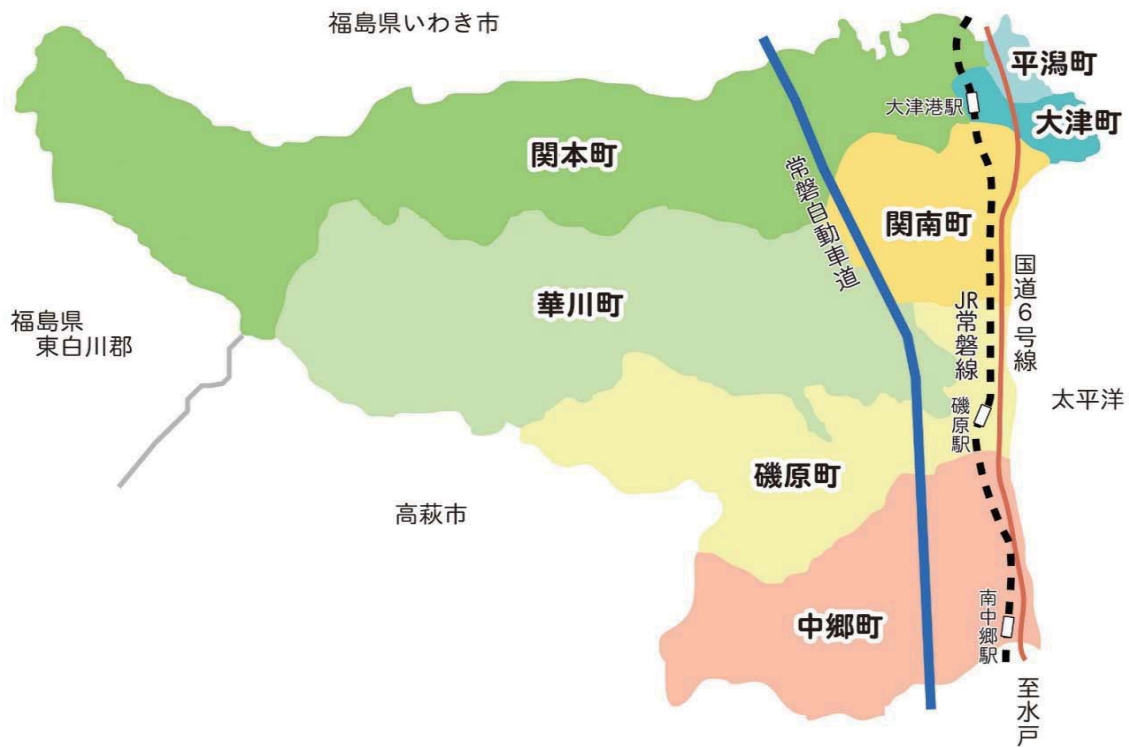 福島県いわき市
平潟町
大津港駅
大津町
関本町
常磐自動車道
関南町
華川町
国道6号線
JR常磐線
福島県
東白川郡
太平洋
磯原駅
磯原町
高萩市
中郷町
南中郷駅
至水戸